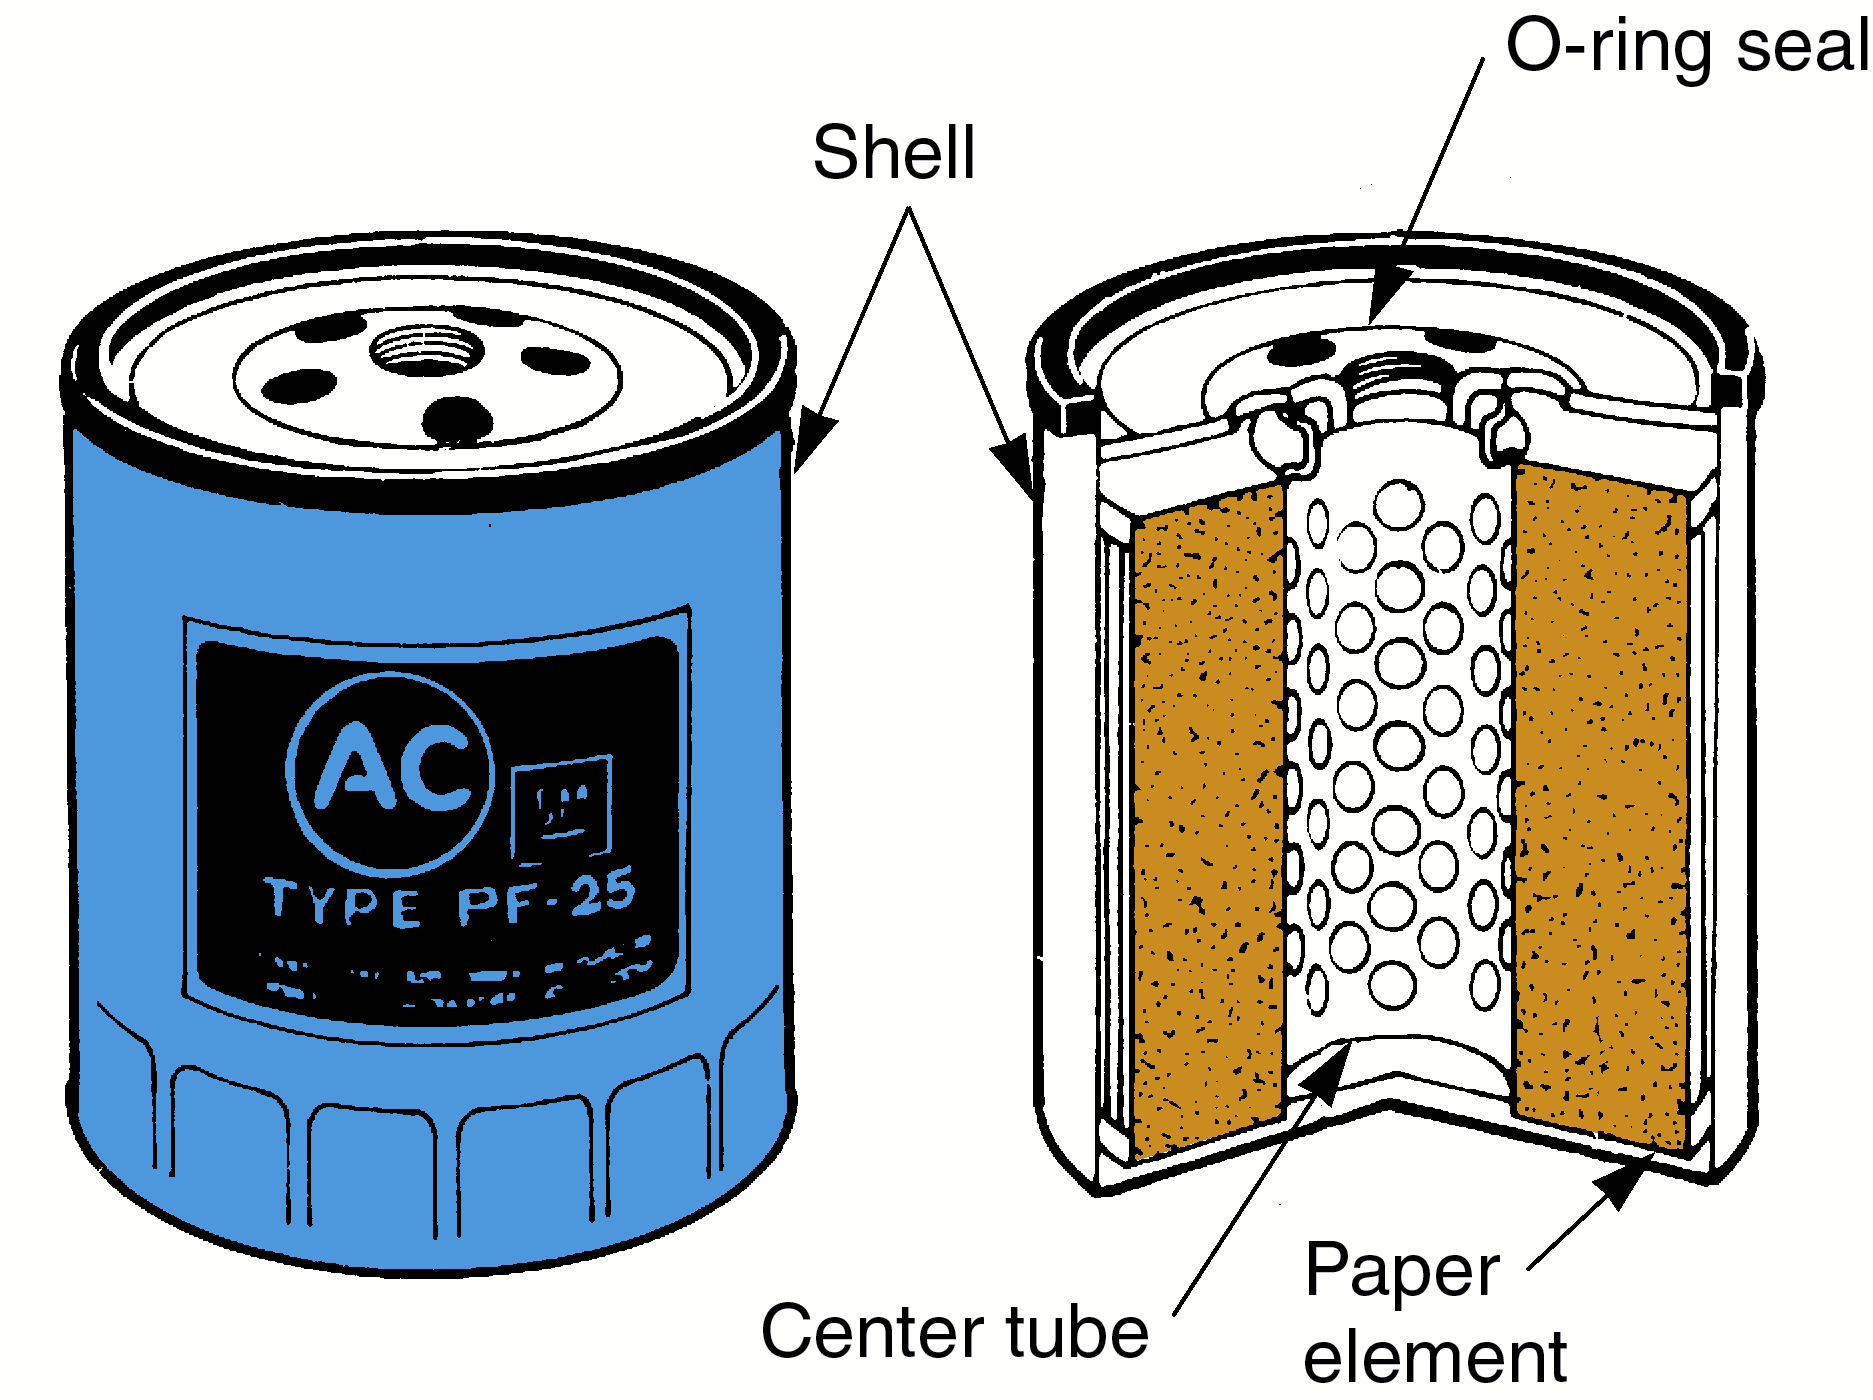 O-ring seal
Shell
AC
TYPE PF-25
Center tube
Paper
element